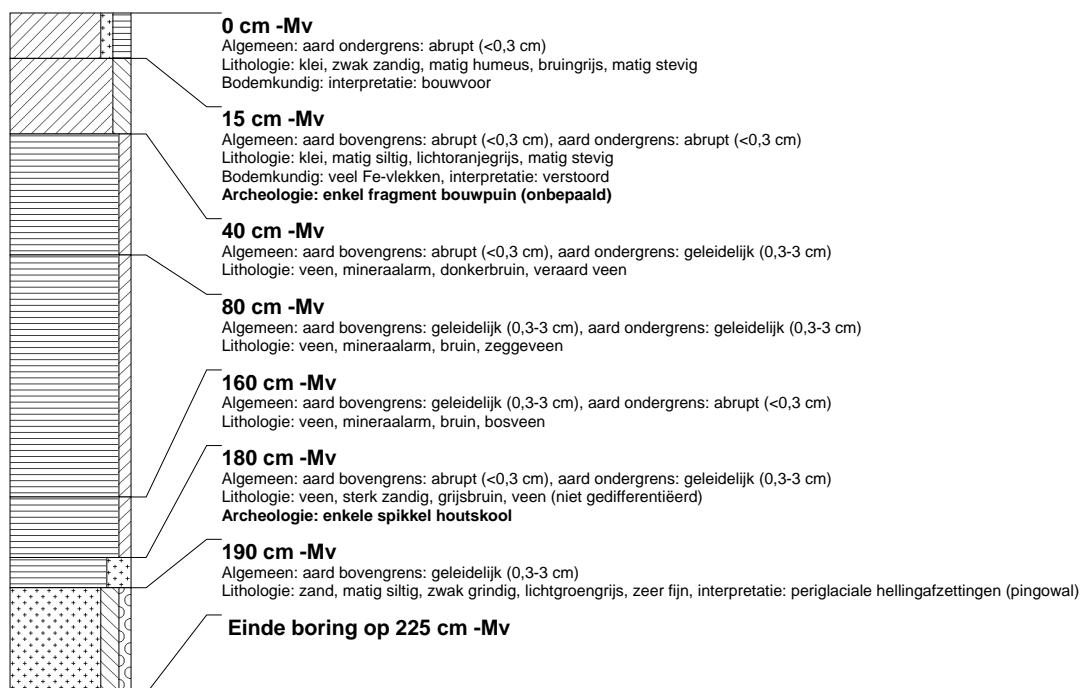 0 cm -Mv
Algemeen: aard ondergrens: abrupt (<0,3 cm)
Lithologie: klei, zwak zandig, matig humeus, bruingrijs, matig stevig
Bodemkundig: interpretatie: bouwvoor
15 cm -Mv
Algemeen: aard bovengrens: abrupt (<0,3 cm), aard ondergrens: abrupt (<0,3 cm)
Lithologie: klei, matig siltig, lichtoranjegrijs, matig stevig
Bodemkundig: veel Fe-vlekken, interpretatie: verstoord
Archeologie: enkel fragment bouwpuin (onbepaald)
40 cm -Mv
Algemeen: aard bovengrens: abrupt (<0,3 cm), aard ondergrens: geleidelijk (0,3-3 cm)
Lithologie: veen, mineraalarm, donkerbruin, veraard veen
80 cm -Mv
Algemeen: aard bovengrens: geleidelijk (0,3-3 cm), aard ondergrens: geleidelijk (0,3-3 cm)
Lithologie: veen, mineraalarm, bruin, zeggeveen
160 cm -Mv
Algemeen: aard bovengrens: geleidelijk (0,3-3 cm), aard ondergrens: abrupt (<0,3 cm)
Lithologie: veen, mineraalarm, bruin, bosveen
180 cm -Mv
Algemeen: aard bovengrens: abrupt (<0,3 cm), aard ondergrens: geleidelijk (0,3-3 cm)
Lithologie: veen, sterk zandig, grijsbruin, veen (niet gedifferentiëerd)
Archeologie: enkele spikkel houtskool
190 cm -Mv
Algemeen: aard bovengrens: geleidelijk (0,3-3 cm)
Lithologie: zand, matig siltig, zwak grindig, lichtgroengrijs, zeer fijn, interpretatie: periglaciale hellingafzettingen (pingowal)
Einde boring op 225 cm -Mv